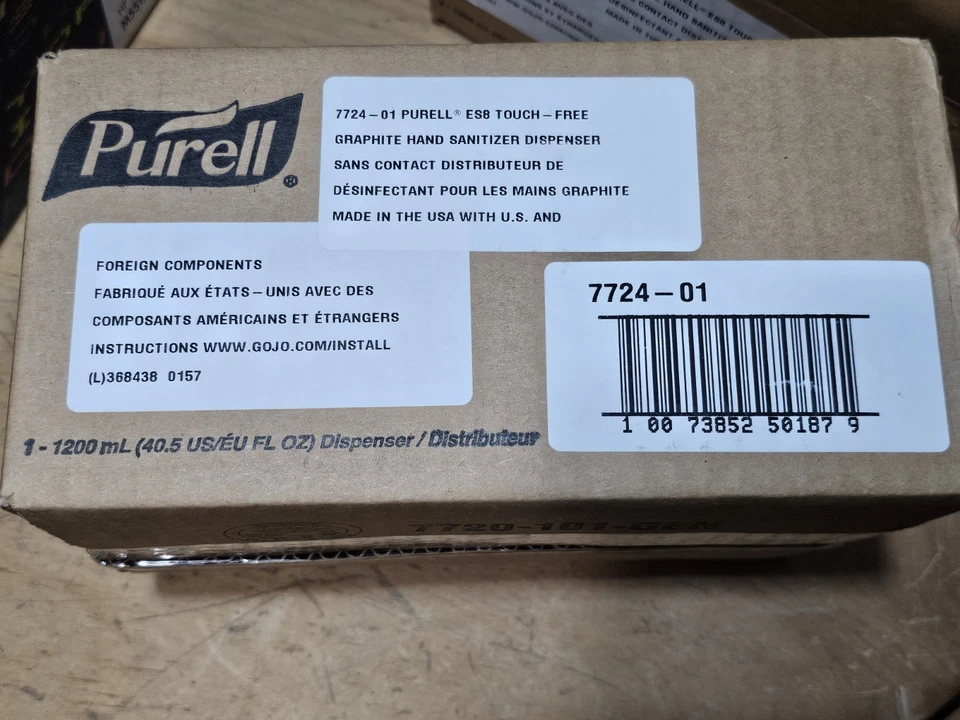 Purell®
7724-01 PURELL® ES8 TOUCH-FREE
GRAPHITE HAND SANITIZER DISPENSER
SANS CONTACT DISTRIBUTEUR DE
DÉSINFECTANT POUR LES MAINS GRAPHITE
MADE IN THE USA WITH U.S. AND
FOREIGN COMPONENTS
FABRIQUÉ AUX ÉTATS-UNIS AVEC DES
COMPOSANTS AMÉRICAINS ET ÉTRANGERS
INSTRUCTIONS WWW.GOJO.COM/INSTALL
(L)368438 0157
7724-01
1 00 73852 50187 9
1 - 1200 mL (40.5 US/ÉU FL OZ) Dispenser / Distributeur
7720-101-GEN